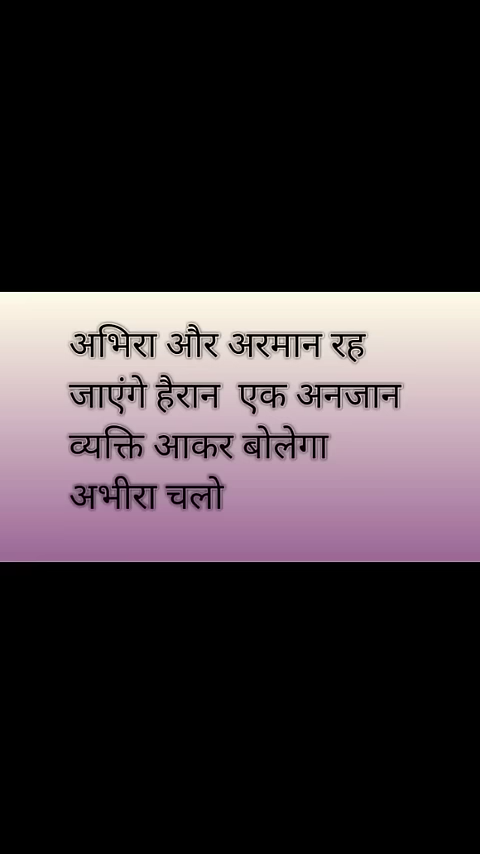 अभिरा और अरमान रह
जाएंगे हैरान एक अनजान
व्यक्ति आकर बोलेगा
अभीरा चलो